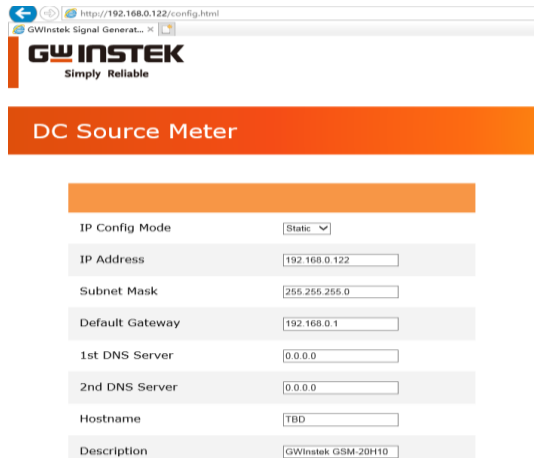 http://192.168.0.122/config.html
GWInstek Signal Generat...
GWINSTEK
Simply Reliable
DC Source Meter
IP Config Mode Static
IP Address 192.168.0.122
Subnet Mask 255.255.255.0
Default Gateway 192.168.0.1
1st DNS Server 0.0.0.0
2nd DNS Server 0.0.0.0
Hostname TBD
Description GWInstek GSM-20H10